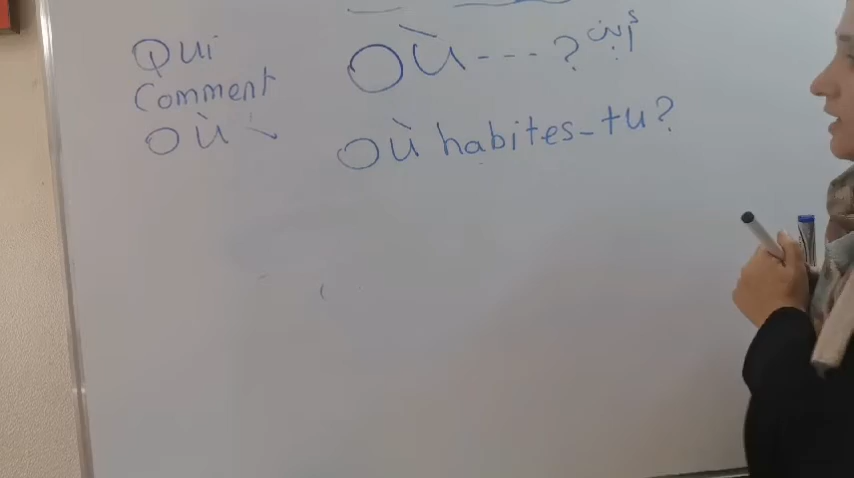 Qui
Comment
Où
Où ---? أين
Où habites-tu?